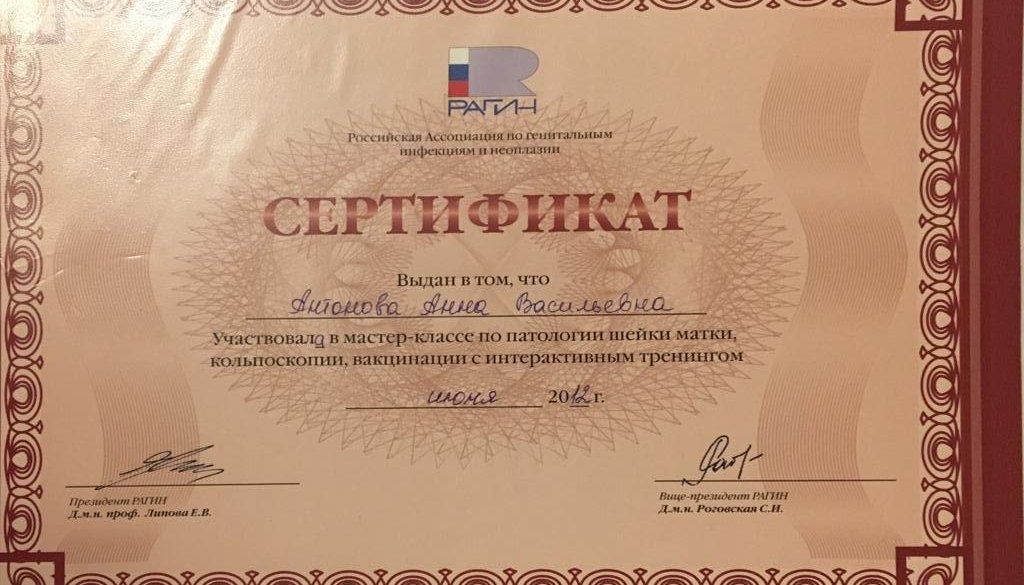 РАГИН
Российская Ассоциация по генитальным
инфекциям и неоплазии
СЕРТИФИКАТ
Выдан в том, что
Антонова Анна Васильевна
Участвовала в мастер-классе по патологии шейки матки,
кольпоскопии, вакцинации с интерактивным тренингом
июня 2012 г.
Президент РАГИН
Д.м.н. проф. Липова Е.В.
Вице-президент РАГИН
Д.м.н. Роговская С.И.